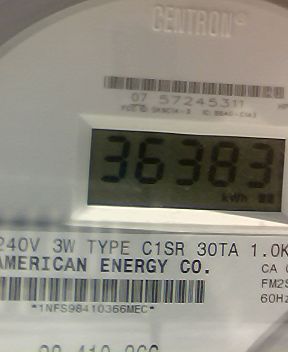 CENTRON®
07 57245311
36383
kWh
240V 3W TYPE C1SR 30TA 1.0K
AMERICAN ENERGY CO.
CA
FM2S
60Hz
*1NFS98410366MEC*